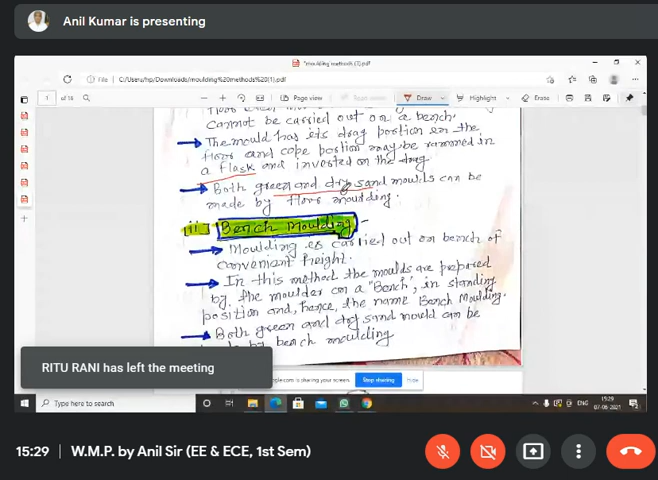 Anil Kumar is presenting
"moulding methods (1).pdf"
File C:/Users/hp/Downloads/moulding%20methods%20(1).pdf
1 of 16 Page view Draw Highlight Erase
cannot be carried out on a bench.
The mould has its drag portion in the
floor and cope portion may be rammed in
a flask and inverted on the drag.
Both green and dry sand moulds can be
made by floor moulding.
ii Bench Moulding -
Moulding is carried out on bench of
convenient height.
In this method the moulds are prepared
by the moulder on a "Bench", in standing
position and, hence, the name Bench Moulding.
Both green and dry sand mould can be
by bench moulding
RITU RANI has left the meeting
is sharing your screen. Stop sharing Hide
Type here to search
ENG
15:29
07-06-2021
15:29 | W.M.P. by Anil Sir (EE & ECE, 1st Sem)